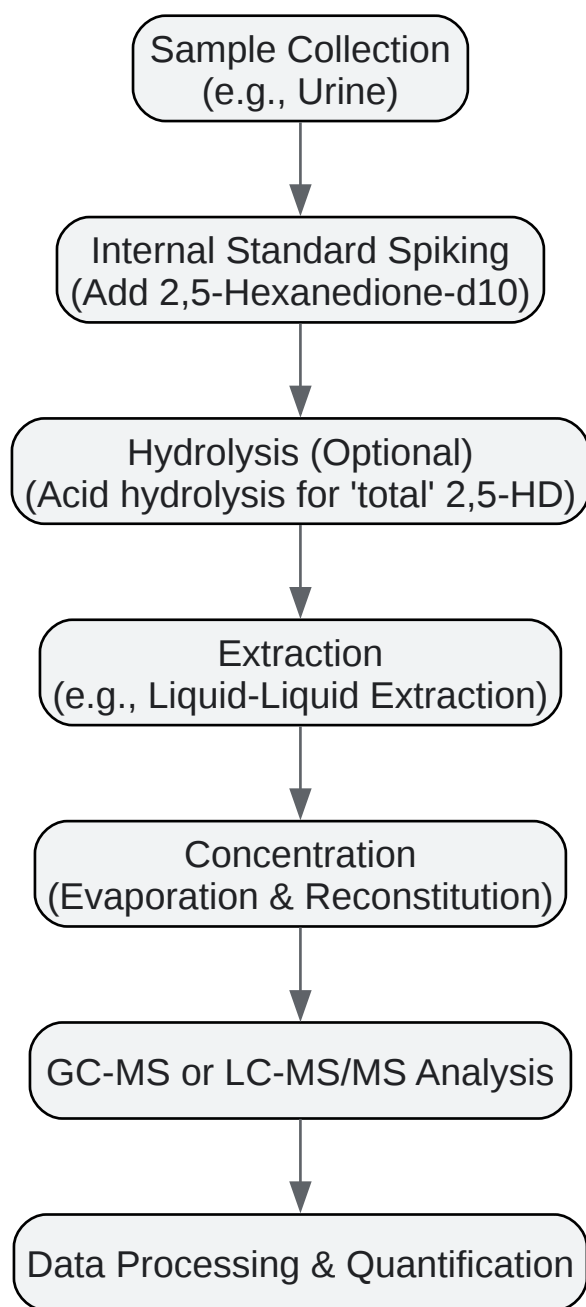 Sample Collection
(e.g., Urine)
Internal Standard Spiking
(Add 2,5-Hexanedione-d10)
Hydrolysis (Optional)
(Acid hydrolysis for 'total' 2,5-HD)
Extraction
(e.g., Liquid-Liquid Extraction)
Concentration
(Evaporation & Reconstitution)
GC-MS or LC-MS/MS Analysis
Data Processing & Quantification